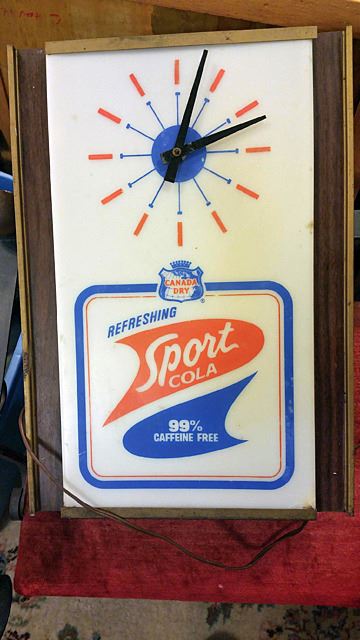 CANADA
DRY
®
REFRESHING
Sport
COLA
99%
CAFFEINE FREE